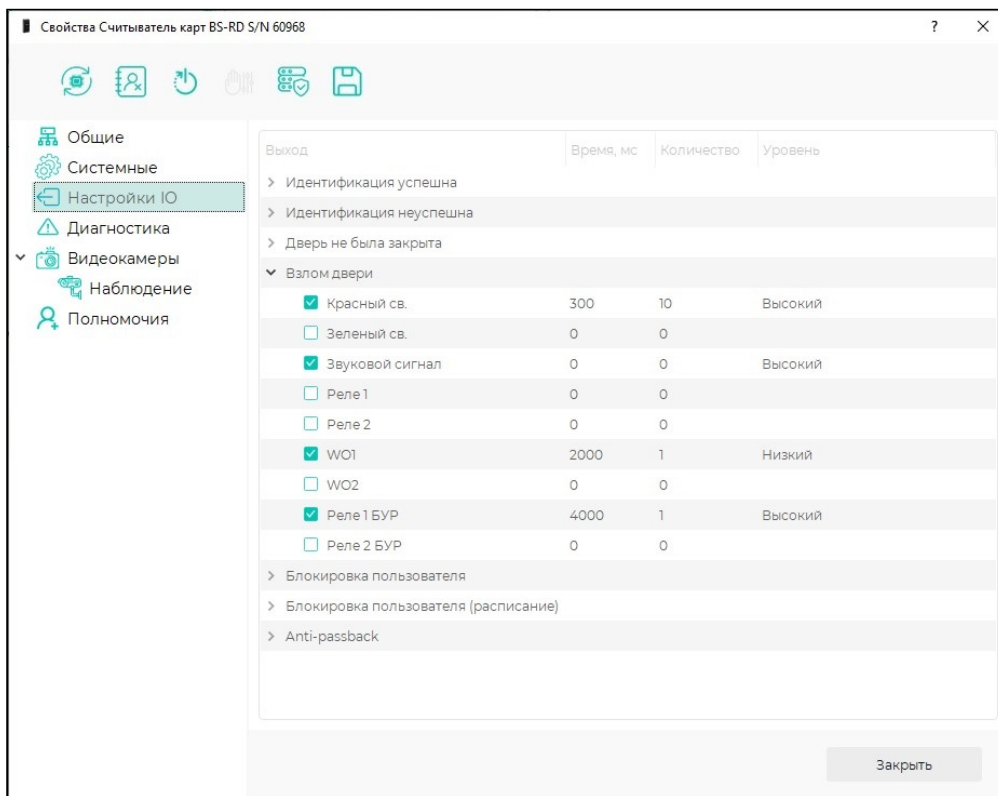 Свойства Считыватель карт BS-RD S/N 60968 ? ×
Общие
Системные
Настройки IO
Диагностика
Видеокамеры
Наблюдение
Полномочия
Выход Время, мс Количество Уровень
Идентификация успешна
Идентификация неуспешна
Дверь не была закрыта
Взлом двери
Красный св. 300 10 Высокий
Зеленый св. 0 0
Звуковой сигнал 0 0 Высокий
Реле 1 0 0
Реле 2 0 0
WO1 2000 1 Низкий
WO2 0 0
Реле 1 БУР 4000 1 Высокий
Реле 2 БУР 0 0
Блокировка пользователя
Блокировка пользователя (расписание)
Anti-passback
Закрыть